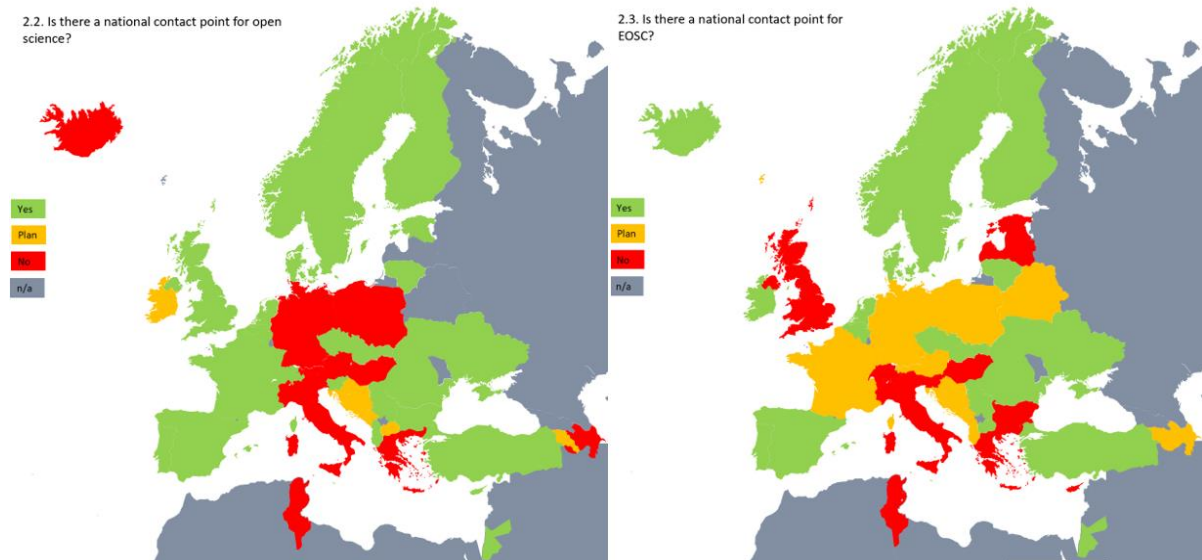 2.2. Is there a national contact point for open
science?
Yes
Plan
No
n/a
2.3. Is there a national contact point for
EOSC?
Yes
Plan
No
n/a